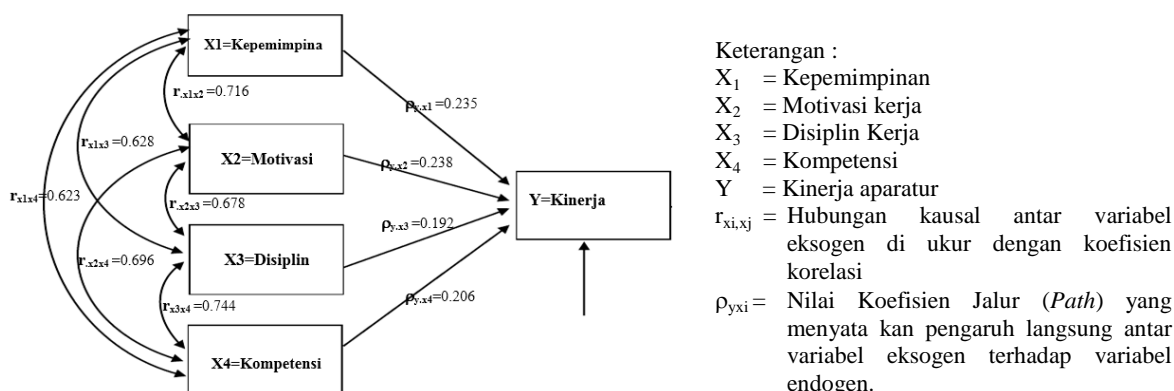 X1=Kepemimpina
r.x1x2=0.716
ρy.x1=0.235
rx1x3=0.628
X2=Motivasi
ρy.x2=0.238
rx1x4=0.623
r.x2x3=0.678
Y=Kinerja
ρy.x3=0.192
r.x2x4=0.696
X3=Disiplin
rx3x4=0.744
ρy.x4=0.206
X4=Kompetensi
Keterangan :
X1 = Kepemimpinan
X2 = Motivasi kerja
X3 = Disiplin Kerja
X4 = Kompetensi
Y = Kinerja aparatur
rxi,xj = Hubungan kausal antar variabel
eksogen di ukur dengan koefisien
korelasi
ρyxi = Nilai Koefisien Jalur (Path) yang
menyata kan pengaruh langsung antar
variabel eksogen terhadap variabel
endogen.